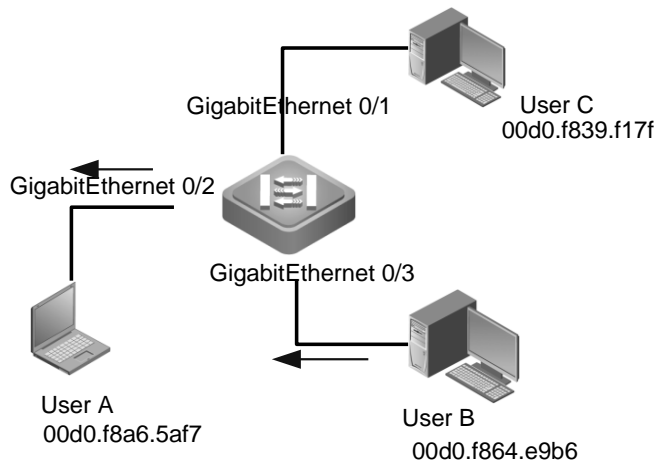 GigabitEthernet 0/1
User C
00d0.f839.f17f
GigabitEthernet 0/2
GigabitEthernet 0/3
User A
00d0.f8a6.5af7
User B
00d0.f864.e9b6